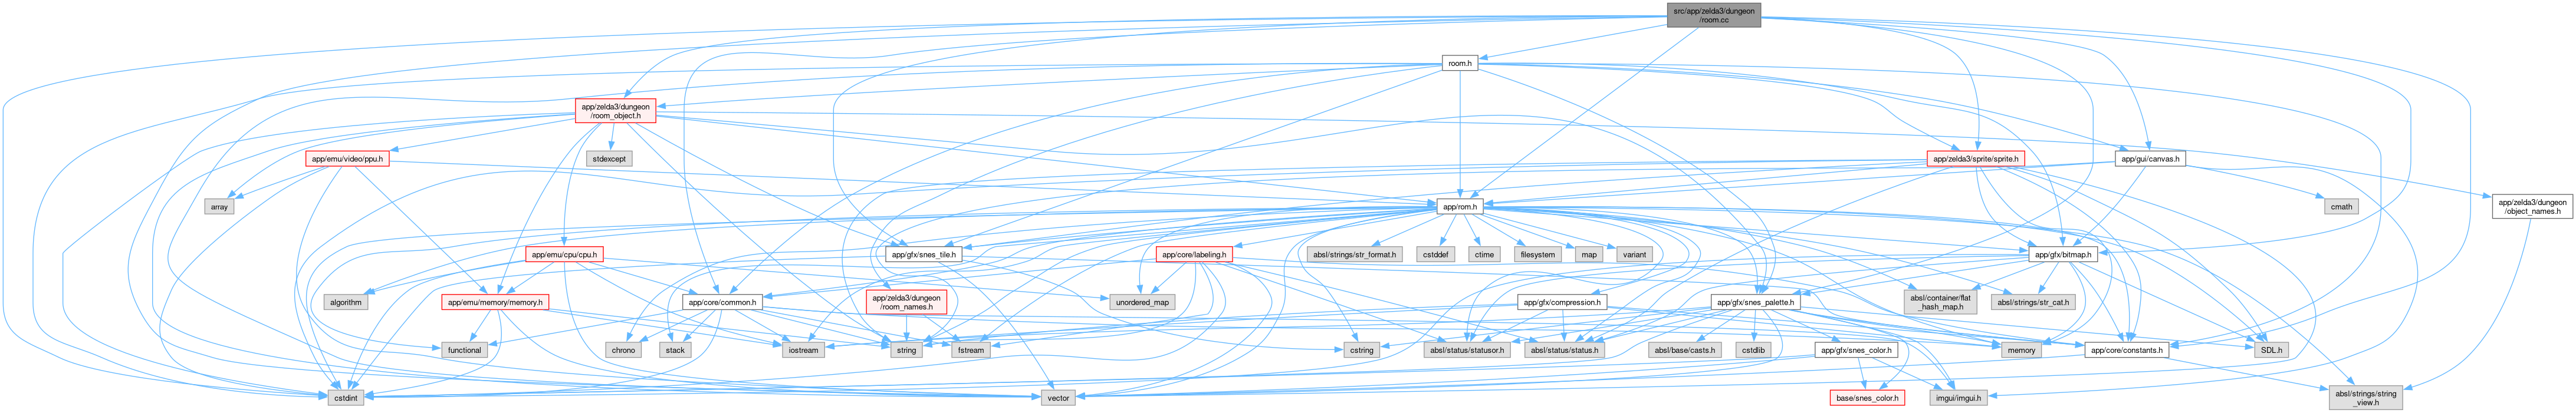 src/app/zelda3/dungeon
/room.cc
room.h
app/zelda3/dungeon
/room_object.h
app/emu/video/ppu.h
stdexcept
app/zelda3/sprite/sprite.h
app/gui/canvas.h
array
app/rom.h
cmath
app/zelda3/dungeon
/object_names.h
app/emu/cpu/cpu.h
app/gfx/snes_tile.h
app/core/labeling.h
absl/strings/str_format.h
cstddef
ctime
filesystem
map
variant
app/gfx/bitmap.h
algorithm
app/emu/memory/memory.h
app/core/common.h
app/zelda3/dungeon
/room_names.h
unordered_map
app/gfx/compression.h
app/gfx/snes_palette.h
absl/container/flat
_hash_map.h
absl/strings/str_cat.h
functional
chrono
stack
iostream
string
fstream
cstring
absl/status/statusor.h
absl/status/status.h
absl/base/casts.h
cstdlib
app/gfx/snes_color.h
memory
app/core/constants.h
SDL.h
cstdint
vector
base/snes_color.h
imgui/imgui.h
absl/strings/string
_view.h